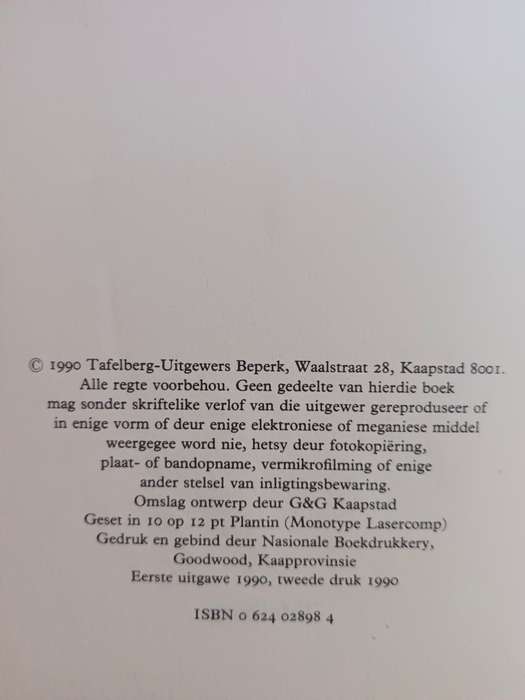 © 1990 Tafelberg-Uitgewers Beperk, Waalstraat 28, Kaapstad 8001.
Alle regte voorbehou. Geen gedeelte van hierdie boek
mag sonder skriftelike verlof van die uitgewer gereproduseer of
in enige vorm of deur enige elektroniese of meganiese middel
weergegee word nie, hetsy deur fotokopiëring,
plaat- of bandopname, vermikrofilming of enige
ander stelsel van inligtingsbewaring.
Omslag ontwerp deur G&G Kaapstad
Geset in 10 op 12 pt Plantin (Monotype Lasercomp)
Gedruk en gebind deur Nasionale Boekdrukkery,
Goodwood, Kaapprovinsie
Eerste uitgawe 1990, tweede druk 1990
ISBN 0 624 02898 4